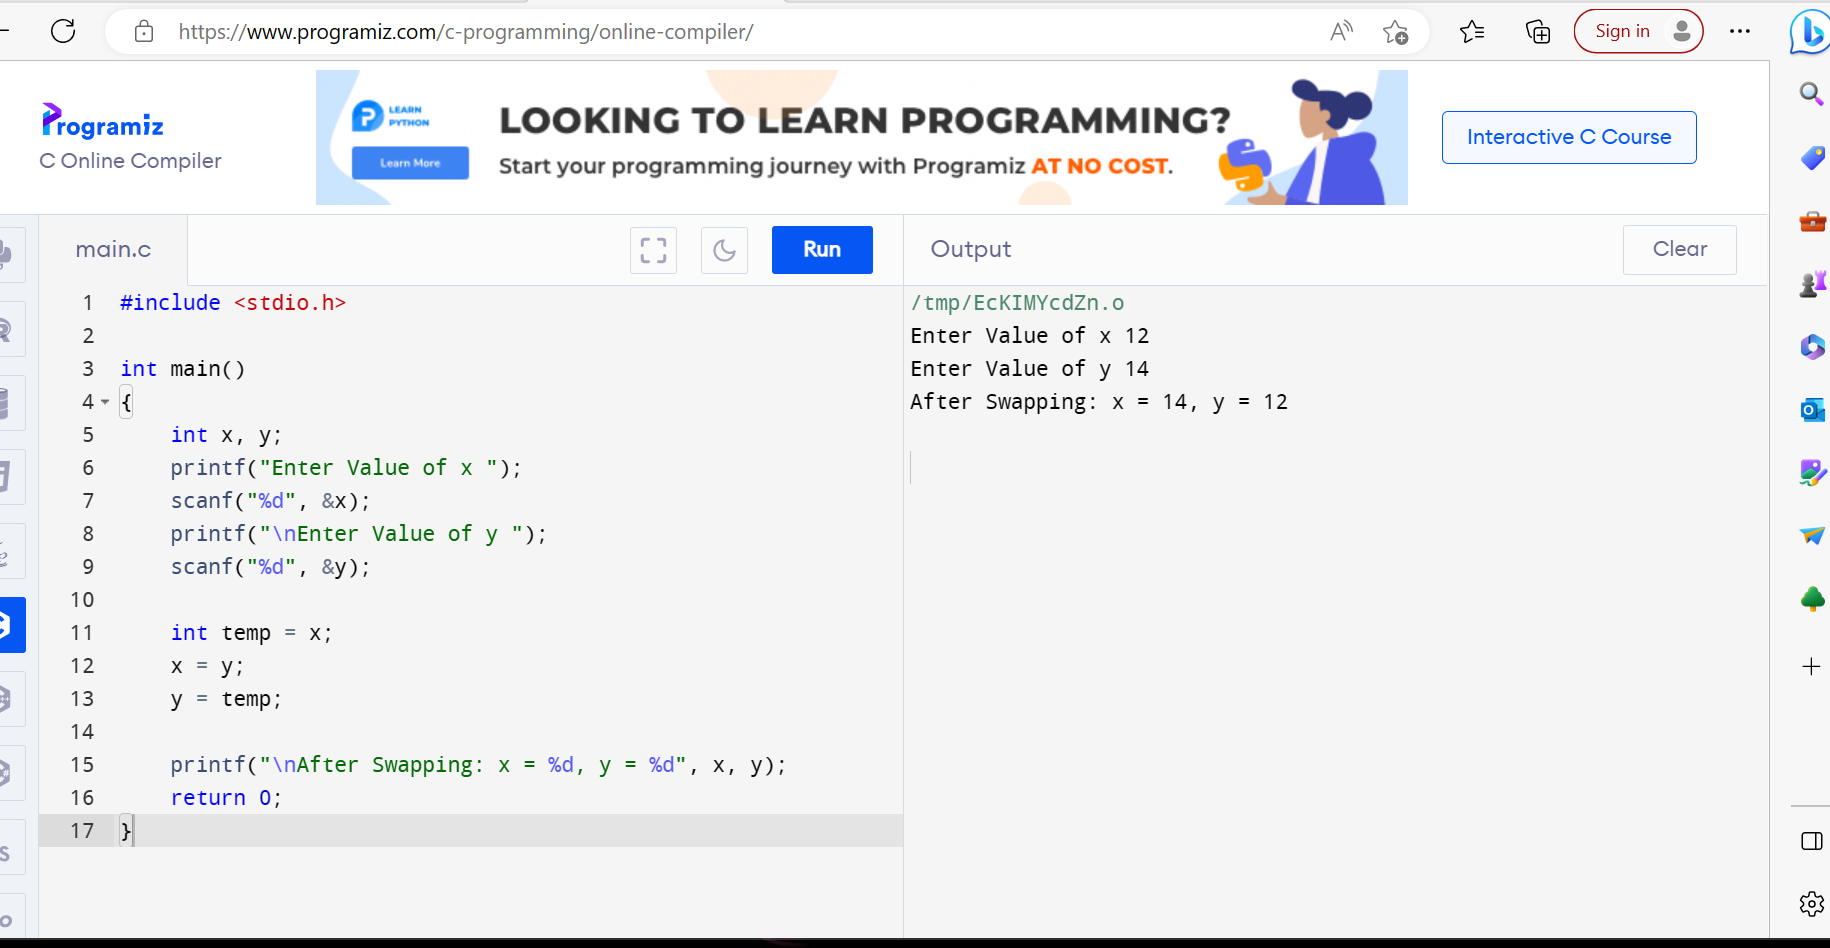 https://www.programiz.com/c-programming/online-compiler/
Sign in
Programiz
C Online Compiler
LEARN
PYTHON
Learn More
LOOKING TO LEARN PROGRAMMING?
Start your programming journey with Programiz AT NO COST.
Interactive C Course
main.c
Run
Output
Clear
1 #include <stdio.h>
2
3 int main()
4 {
5     int x, y;
6     printf("Enter Value of x ");
7     scanf("%d", &x);
8     printf("\nEnter Value of y ");
9     scanf("%d", &y);
10
11     int temp = x;
12     x = y;
13     y = temp;
14
15     printf("\nAfter Swapping: x = %d, y = %d", x, y);
16     return 0;
17 }
/tmp/EcKIMYcdZn.o
Enter Value of x 12
Enter Value of y 14
After Swapping: x = 14, y = 12